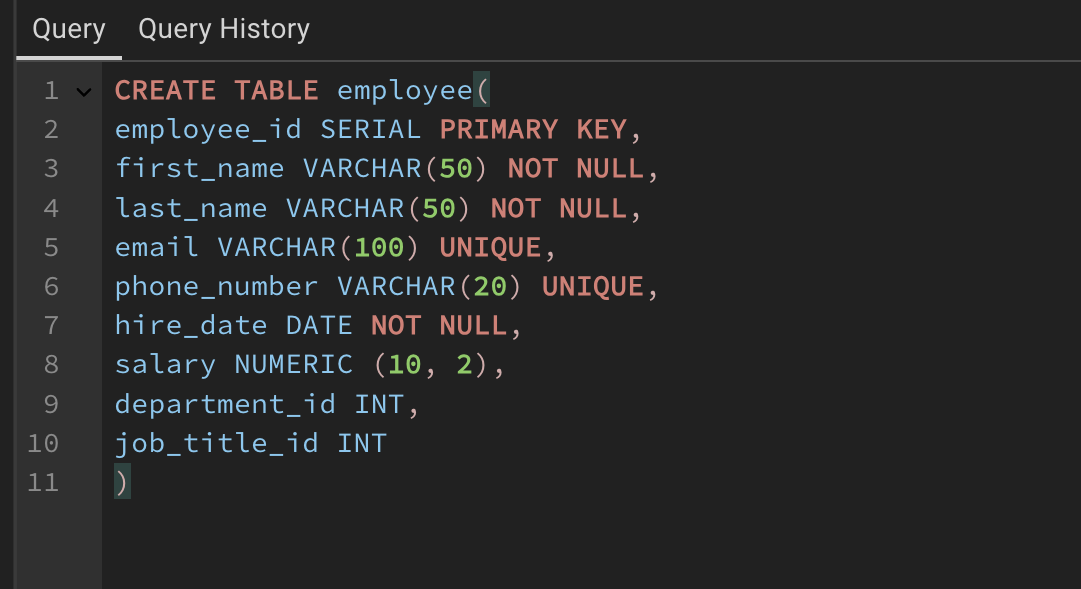 Query Query History
1 CREATE TABLE employee(
2 employee_id SERIAL PRIMARY KEY,
3 first_name VARCHAR(50) NOT NULL,
4 last_name VARCHAR(50) NOT NULL,
5 email VARCHAR(100) UNIQUE,
6 phone_number VARCHAR(20) UNIQUE,
7 hire_date DATE NOT NULL,
8 salary NUMERIC (10, 2),
9 department_id INT,
10 job_title_id INT
11 )